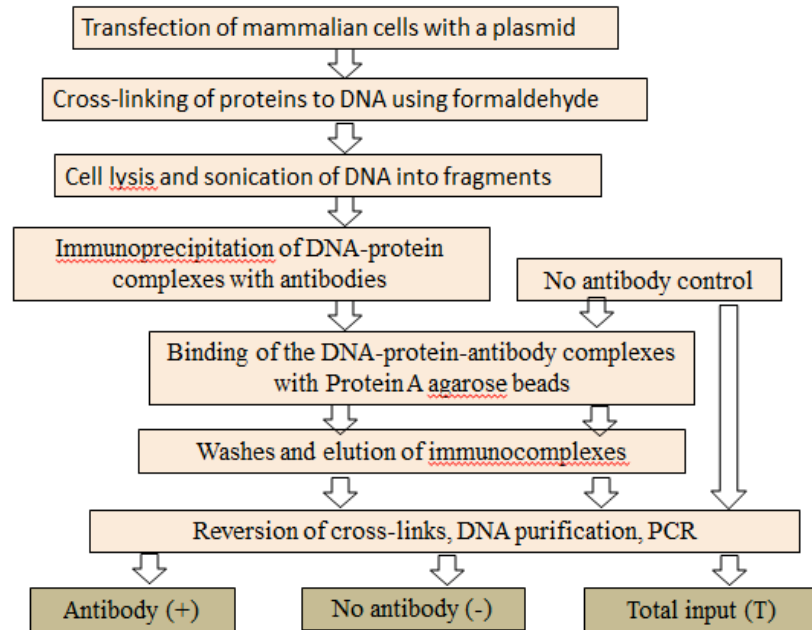 Transfection of mammalian cells with a plasmid
Cross-linking of proteins to DNA using formaldehyde
Cell lysis and sonication of DNA into fragments
Immunoprecipitation of DNA-protein
complexes with antibodies
No antibody control
Binding of the DNA-protein-antibody complexes
with Protein A agarose beads
Washes and elution of immunocomplexes
Reversion of cross-links, DNA purification, PCR
Antibody (+)
No antibody (-)
Total input (T)